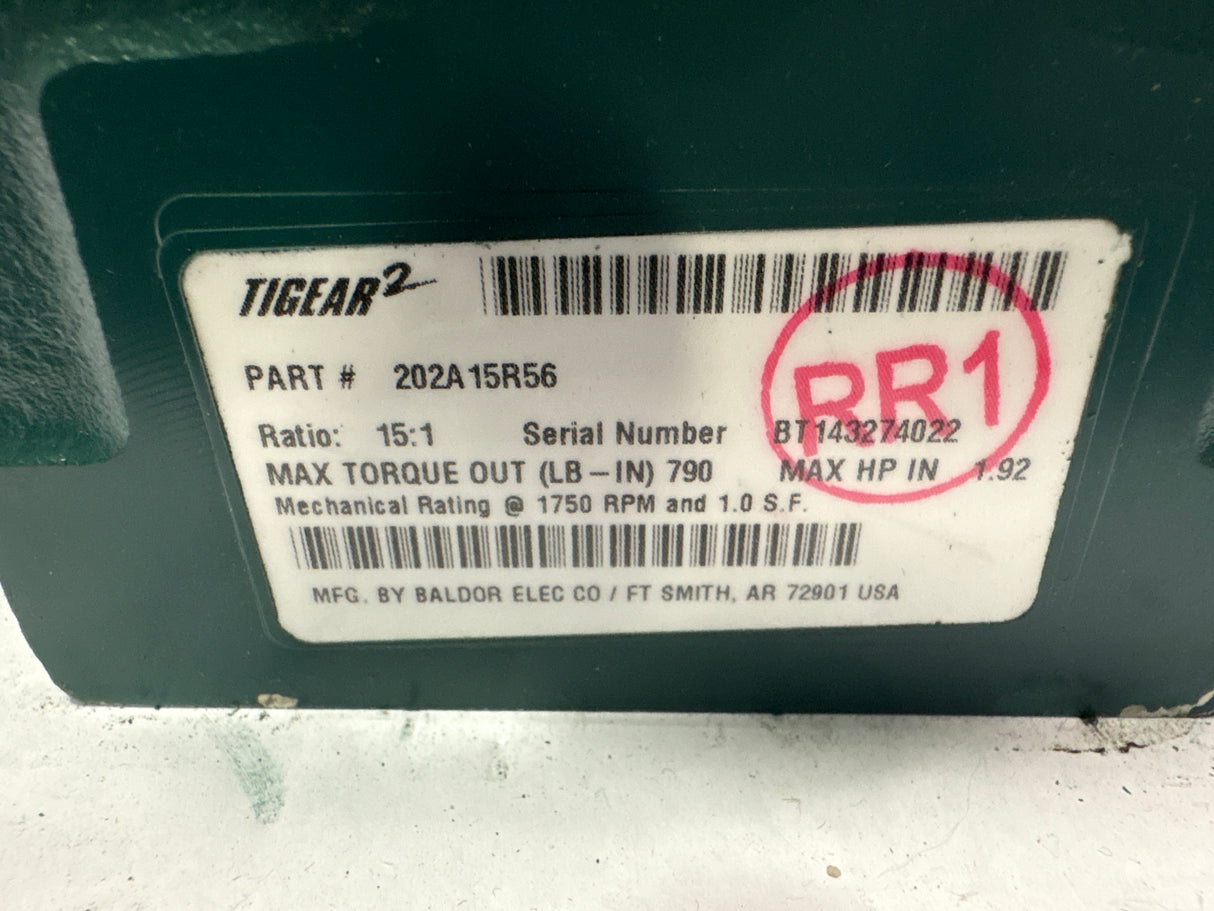 TIGEAR2
PART # 202A15R56
RR1
Ratio: 15:1 Serial Number BT143274022
MAX TORQUE OUT (LB-IN) 790 MAX HP IN 1.92
Mechanical Rating @ 1750 RPM and 1.0 S.F.
MFG. BY BALDOR ELEC CO / FT SMITH, AR 72901 USA